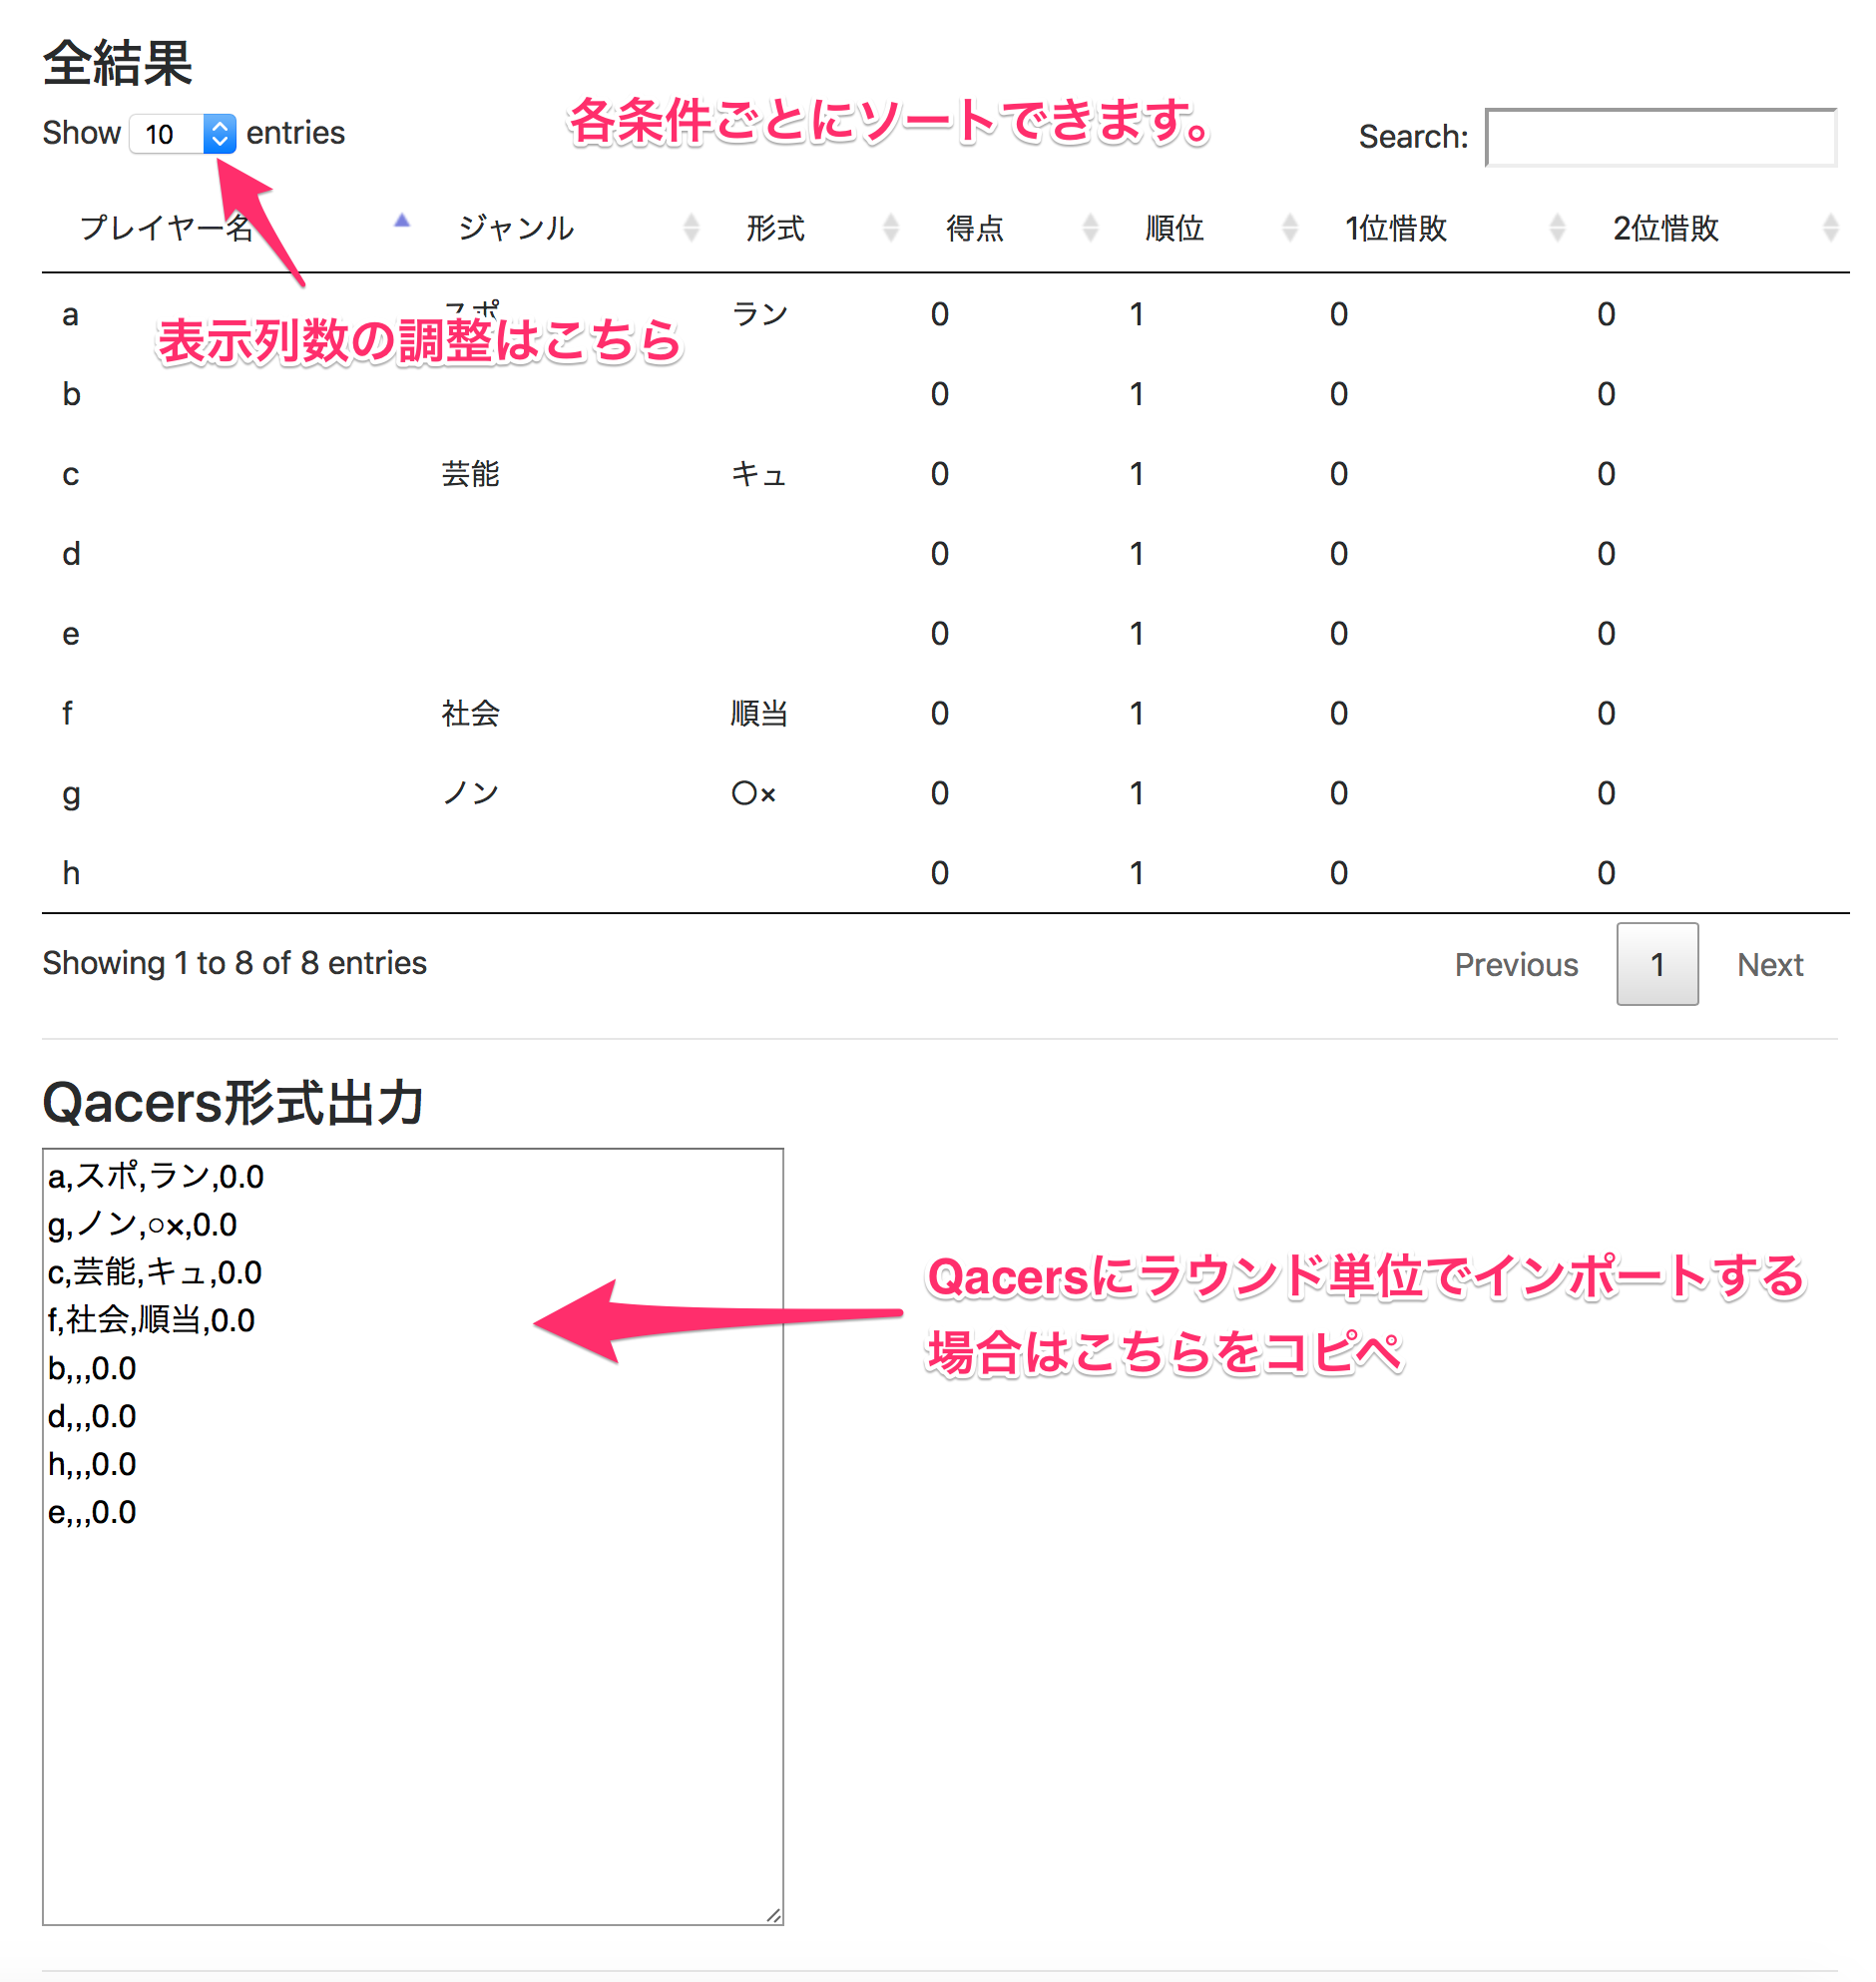 全結果
各条件ごとにソートできます。
Show 10 entries
Search:
プレイヤー名 ジャンル 形式 得点 順位 1位惜敗 2位惜敗
a スポ ラン 0 1 0 0
表示列数の調整はこちら
b 0 1 0 0
c 芸能 キュ 0 1 0 0
d 0 1 0 0
e 0 1 0 0
f 社会 順当 0 1 0 0
g ノン ○× 0 1 0 0
h 0 1 0 0
Showing 1 to 8 of 8 entries
Previous 1 Next
Qacers形式出力
a,スポ,ラン,0.0
g,ノン,○×,0.0
c,芸能,キュ,0.0
f,社会,順当,0.0
b,,,0.0
d,,,0.0
h,,,0.0
e,,,0.0
Qacersにラウンド単位でインポートする
場合はこちらをコピペ